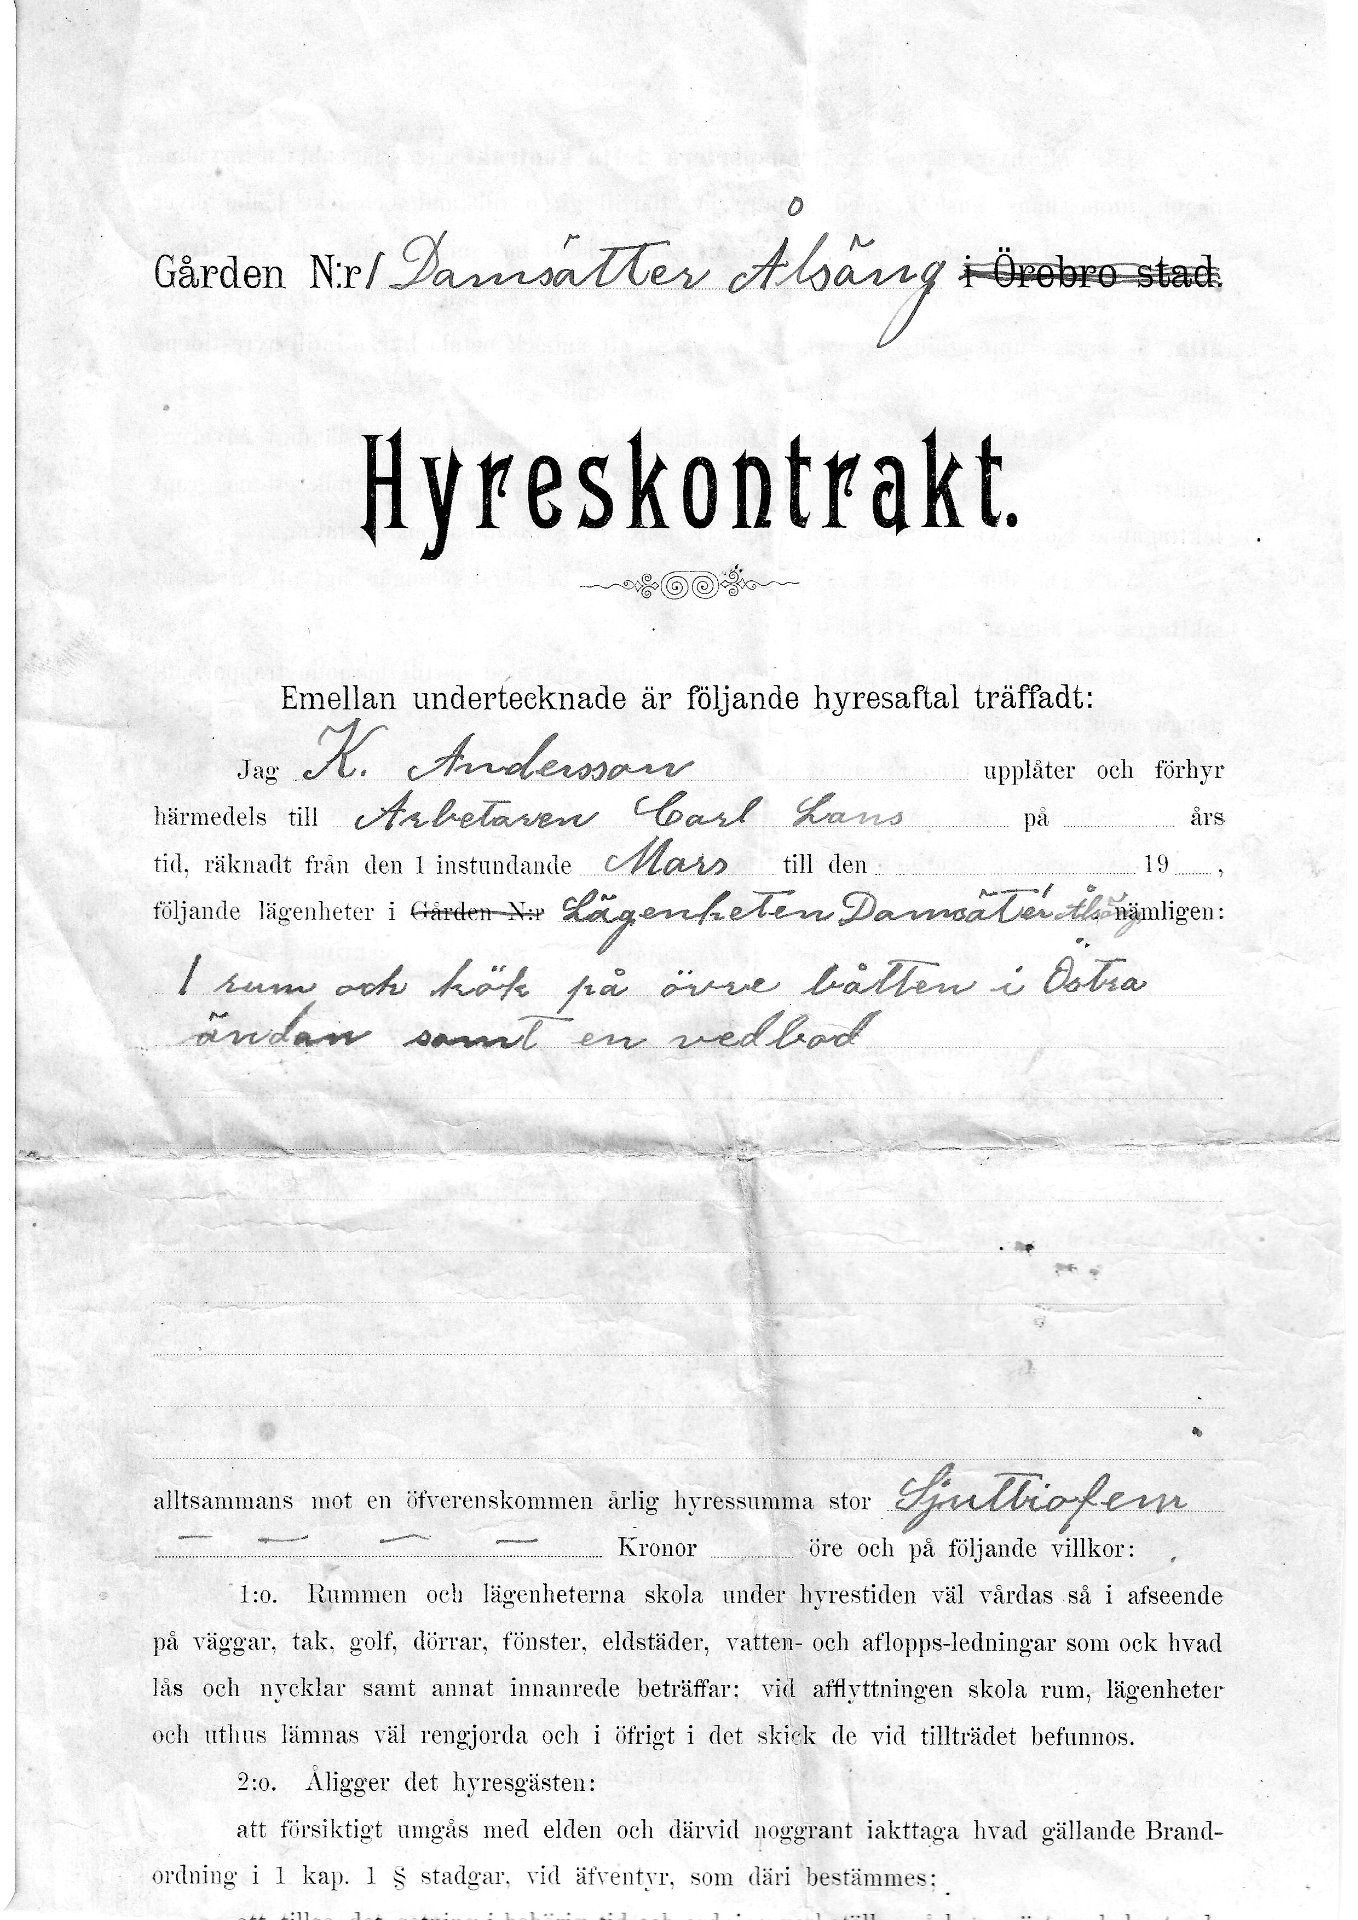 Gården N:r 1 Damsätter Ålsäng i Örebro stad.
Hyreskontrakt.
Emellan undertecknade är följande hyresaftal träffadt:
Jag K. Andersson upplåter och förhyr
härmedels till Arbetaren Carl Lans på års
tid, räknadt från den 1 instundande Mars till den 19 ,
följande lägenheter i Gården N:r Lägenheten Damsäter Ålsäng nämligen:
1 rum och kök på övre båtten i Östra
ändan samt en vedbod
alltsammans mot en öfverenskommen årlig hyressumma stor Sjuttiofem
— — — — Kronor öre och på följande villkor:
1:o. Rummen och lägenheterna skola under hyrestiden väl vårdas så i afseende
på väggar, tak, golf, dörrar, fönster, eldstäder, vatten- och aflopps-ledningar som ock hvad
lås och nycklar samt annat innanrede beträffar: vid afflyttningen skola rum, lägenheter
och uthus lämnas väl rengjorda och i öfrigt i det skick de vid tillträdet befunnos.
2:o. Åligger det hyresgästen:
att försiktigt umgås med elden och därvid noggrant iakttaga hvad gällande Brand-
ordning i 1 kap. 1 § stadgar, vid äfventyr, som däri bestämmes: